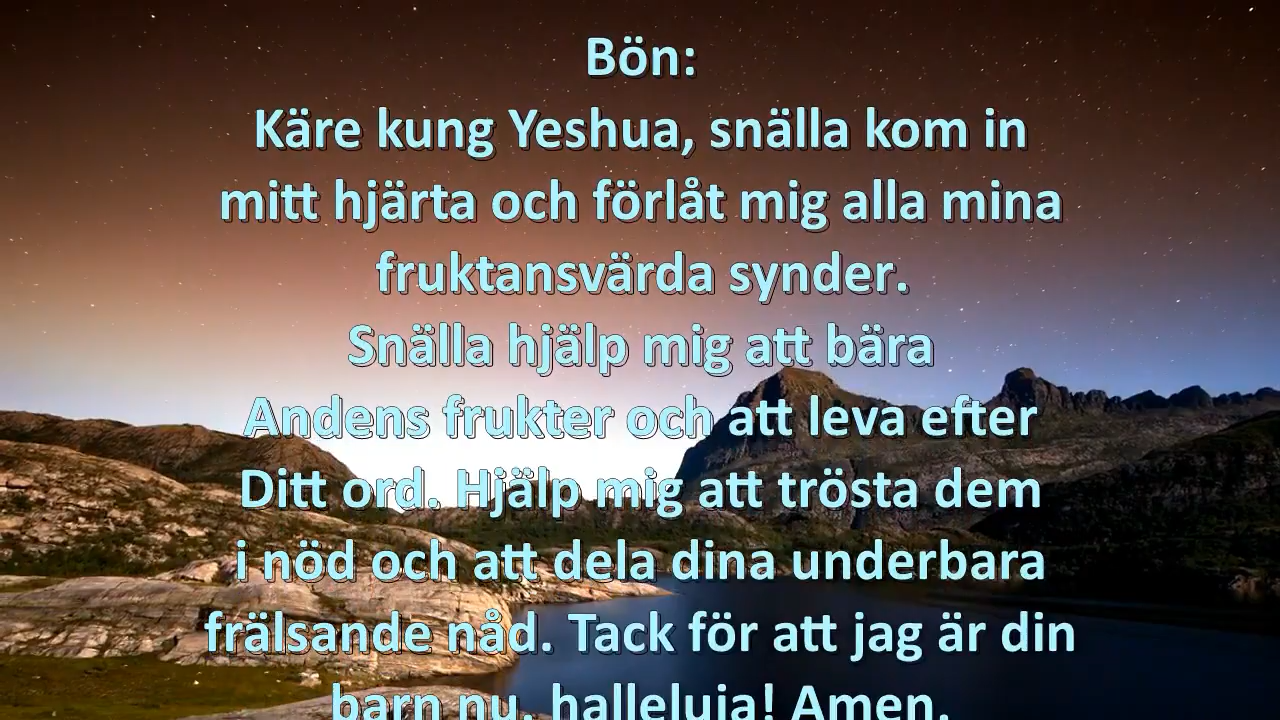 Bön:
Käre kung Yeshua, snälla kom in
mitt hjärta och förlåt mig alla mina
fruktansvärda synder.
Snälla hjälp mig att bära
Andens frukter och att leva efter
Ditt ord. Hjälp mig att trösta dem
i nöd och att dela dina underbara
frälsande nåd. Tack för att jag är din
barn nu, halleluja! Amen.